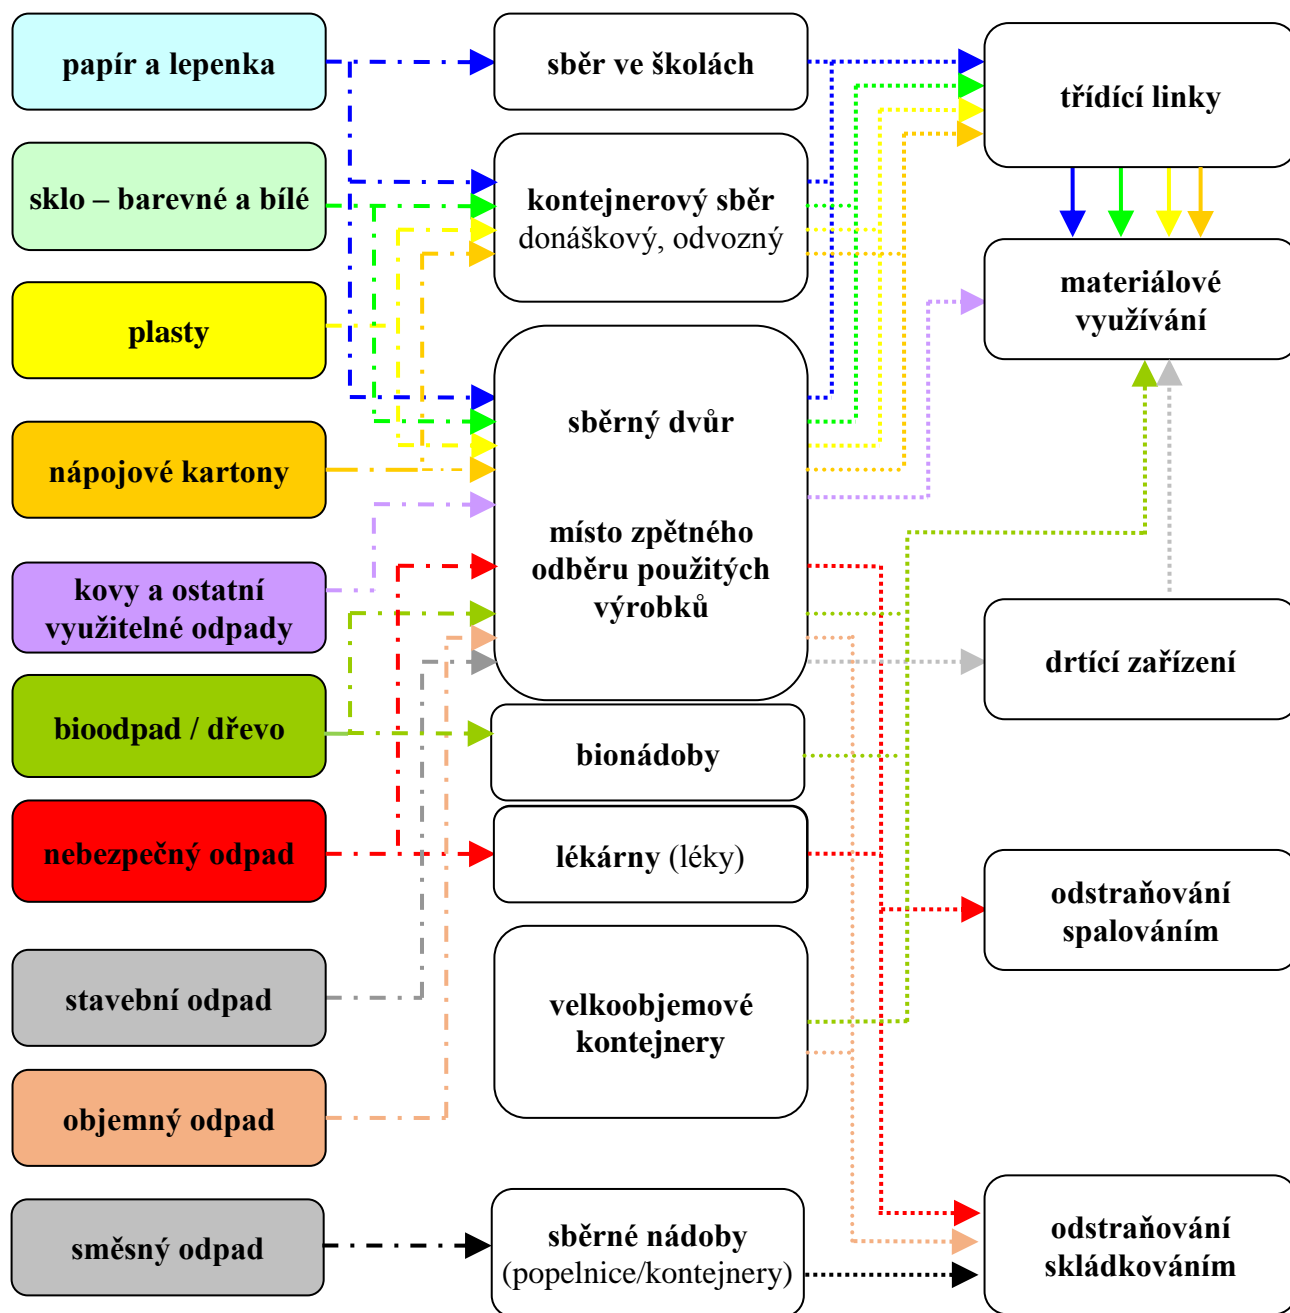 papír a lepenka
sklo – barevné a bílé
plasty
nápojové kartony
kovy a ostatní
využitelné odpady
bioodpad / dřevo
nebezpečný odpad
stavební odpad
objemný odpad
směsný odpad
sběr ve školách
kontejnerový sběr
donáškový, odvozný
sběrný dvůr
místo zpětného
odběru použitých
výrobků
bionádoby
lékárny (léky)
velkoobjemové
kontejnery
sběrné nádoby
(popelnice/kontejnery)
třídící linky
materiálové
využívání
drtící zařízení
odstraňování
spalováním
odstraňování
skládkováním